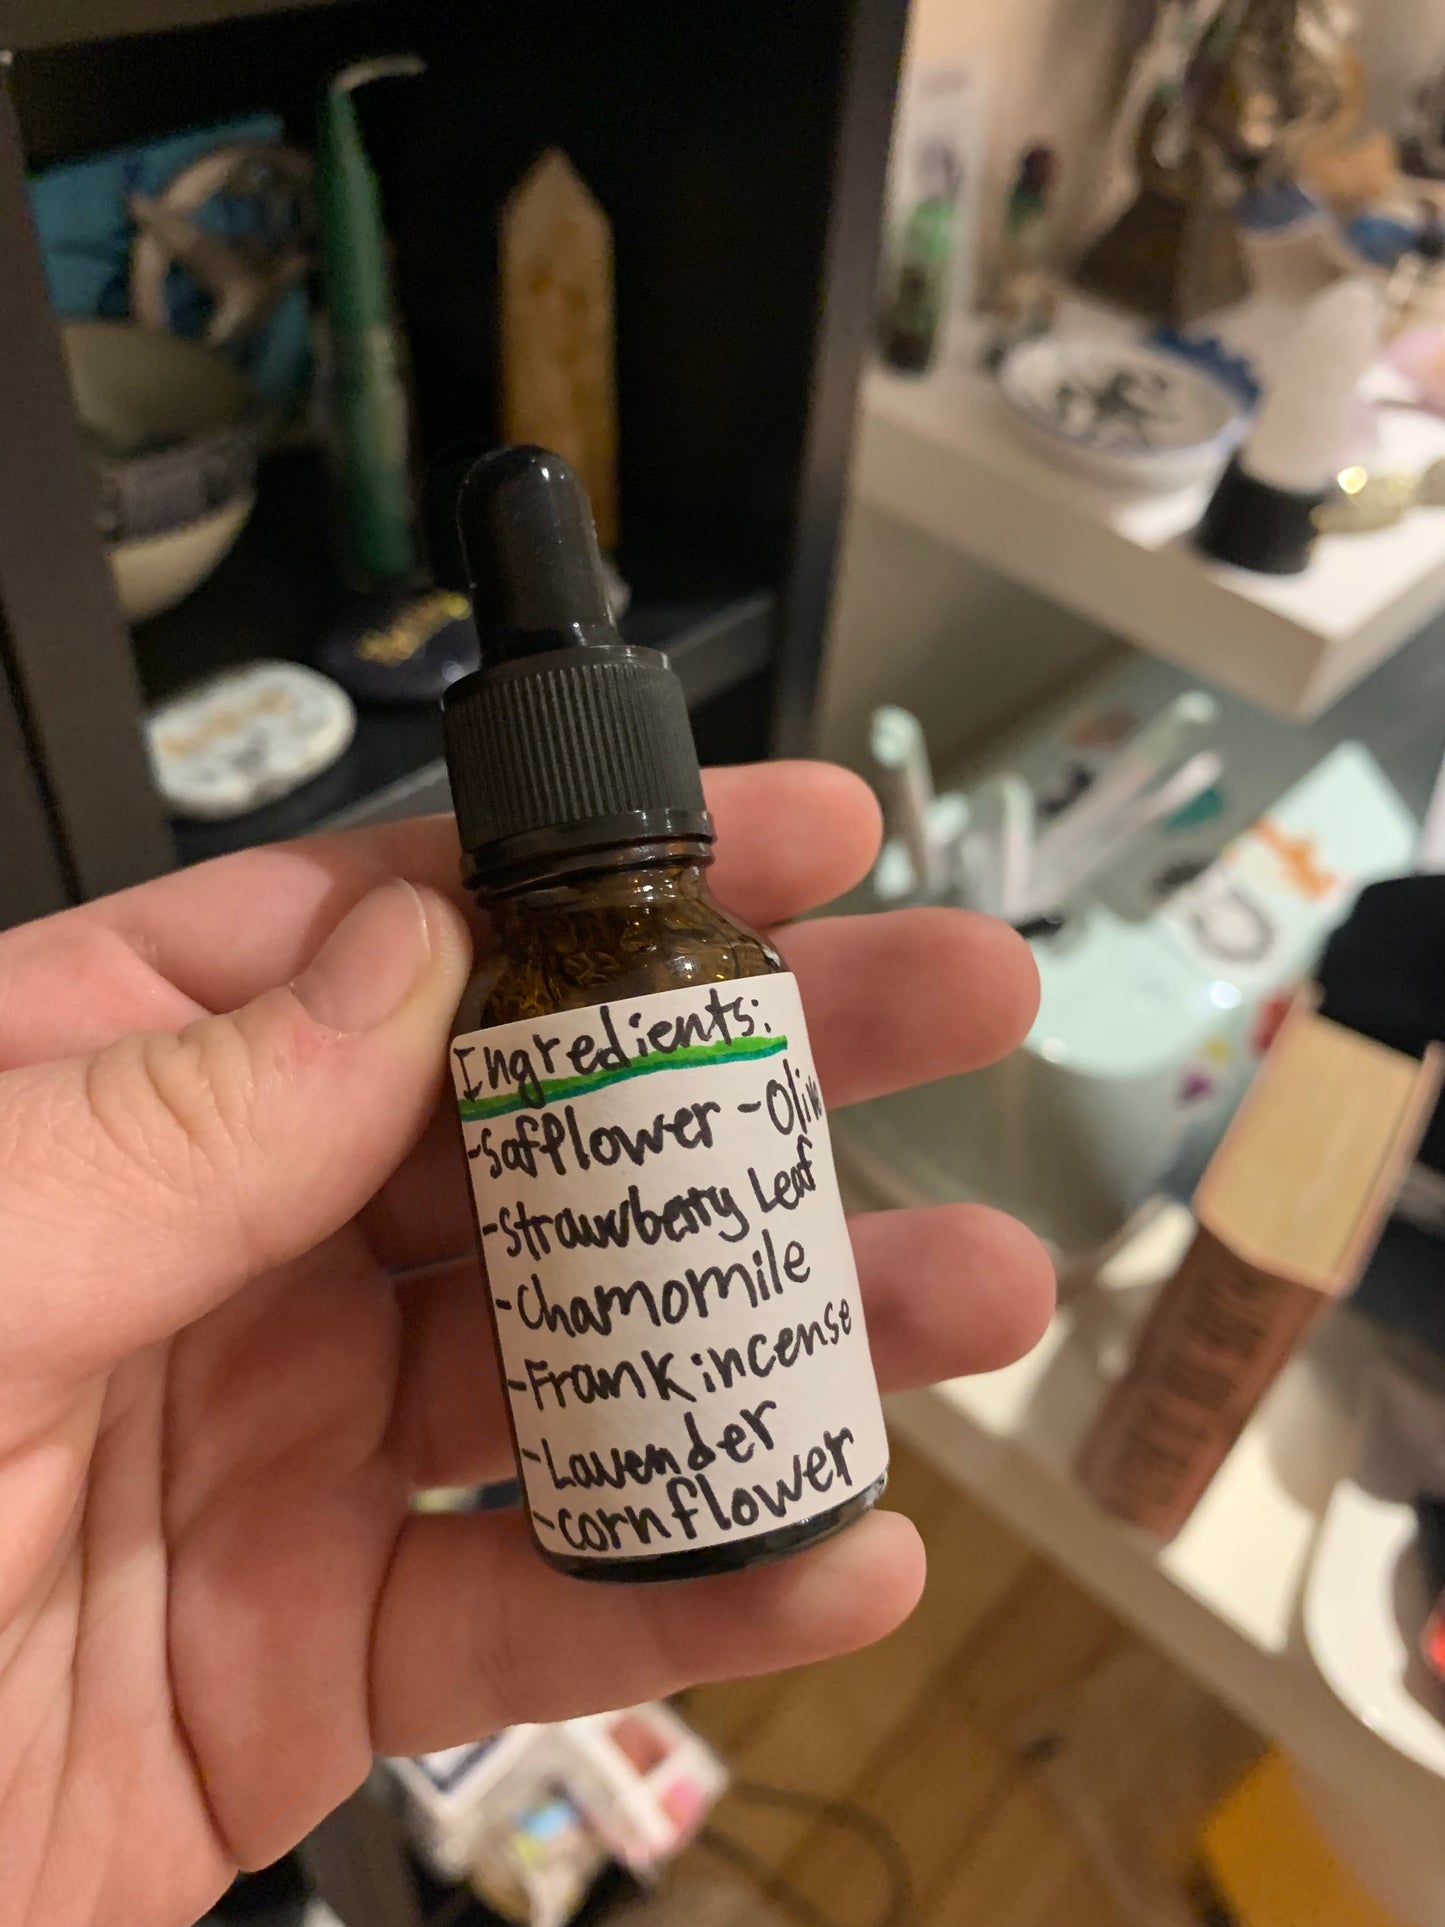 Ingredients:
-Safflower -Oliv
-Strawberry Leaf
-Chamomile
-Frankincense
-Lavender
-cornflower